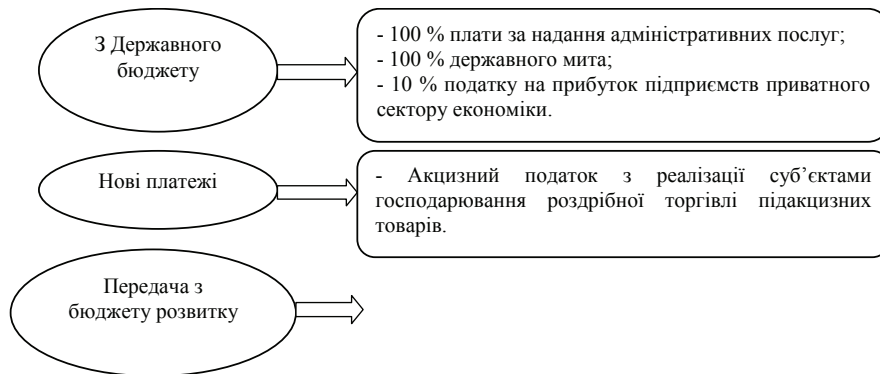 З Державного
бюджету
- 100 % плати за надання адміністративних послуг;
- 100 % державного мита;
- 10 % податку на прибуток підприємств приватного
сектору економіки.
Нові платежі
- Акцизний податок з реалізації суб’єктами
господарювання роздрібної торгівлі підакцизних
товарів.
Передача з
бюджету розвитку